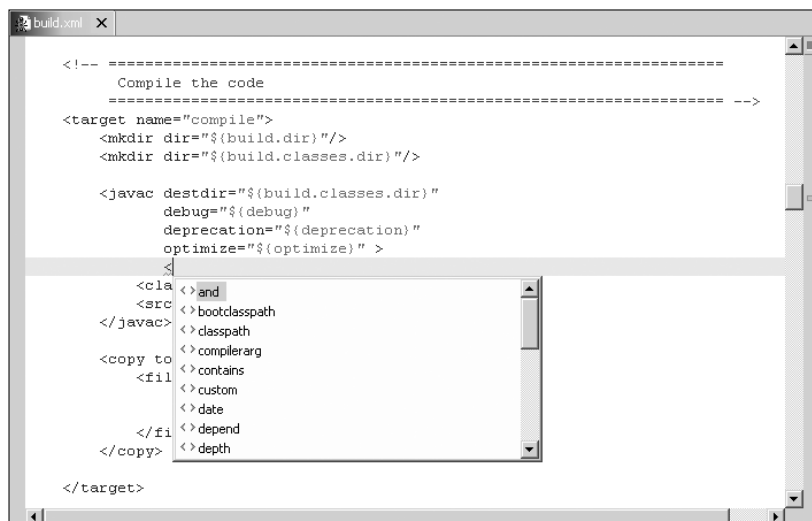 build.xml
<!-- ===================================================================
Compile the code
=================================================================== -->
<target name="compile">
<mkdir dir="${build.dir}"/>
<mkdir dir="${build.classes.dir}"/>
<javac destdir="${build.classes.dir}"
debug="${debug}"
deprecation="${deprecation}"
optimize="${optimize}" >
<
<cla
<src
</javac>
<copy to
<fil
</fi
</copy>
</target>
<> and
<> bootclasspath
<> classpath
<> compilerarg
<> contains
<> custom
<> date
<> depend
<> depth